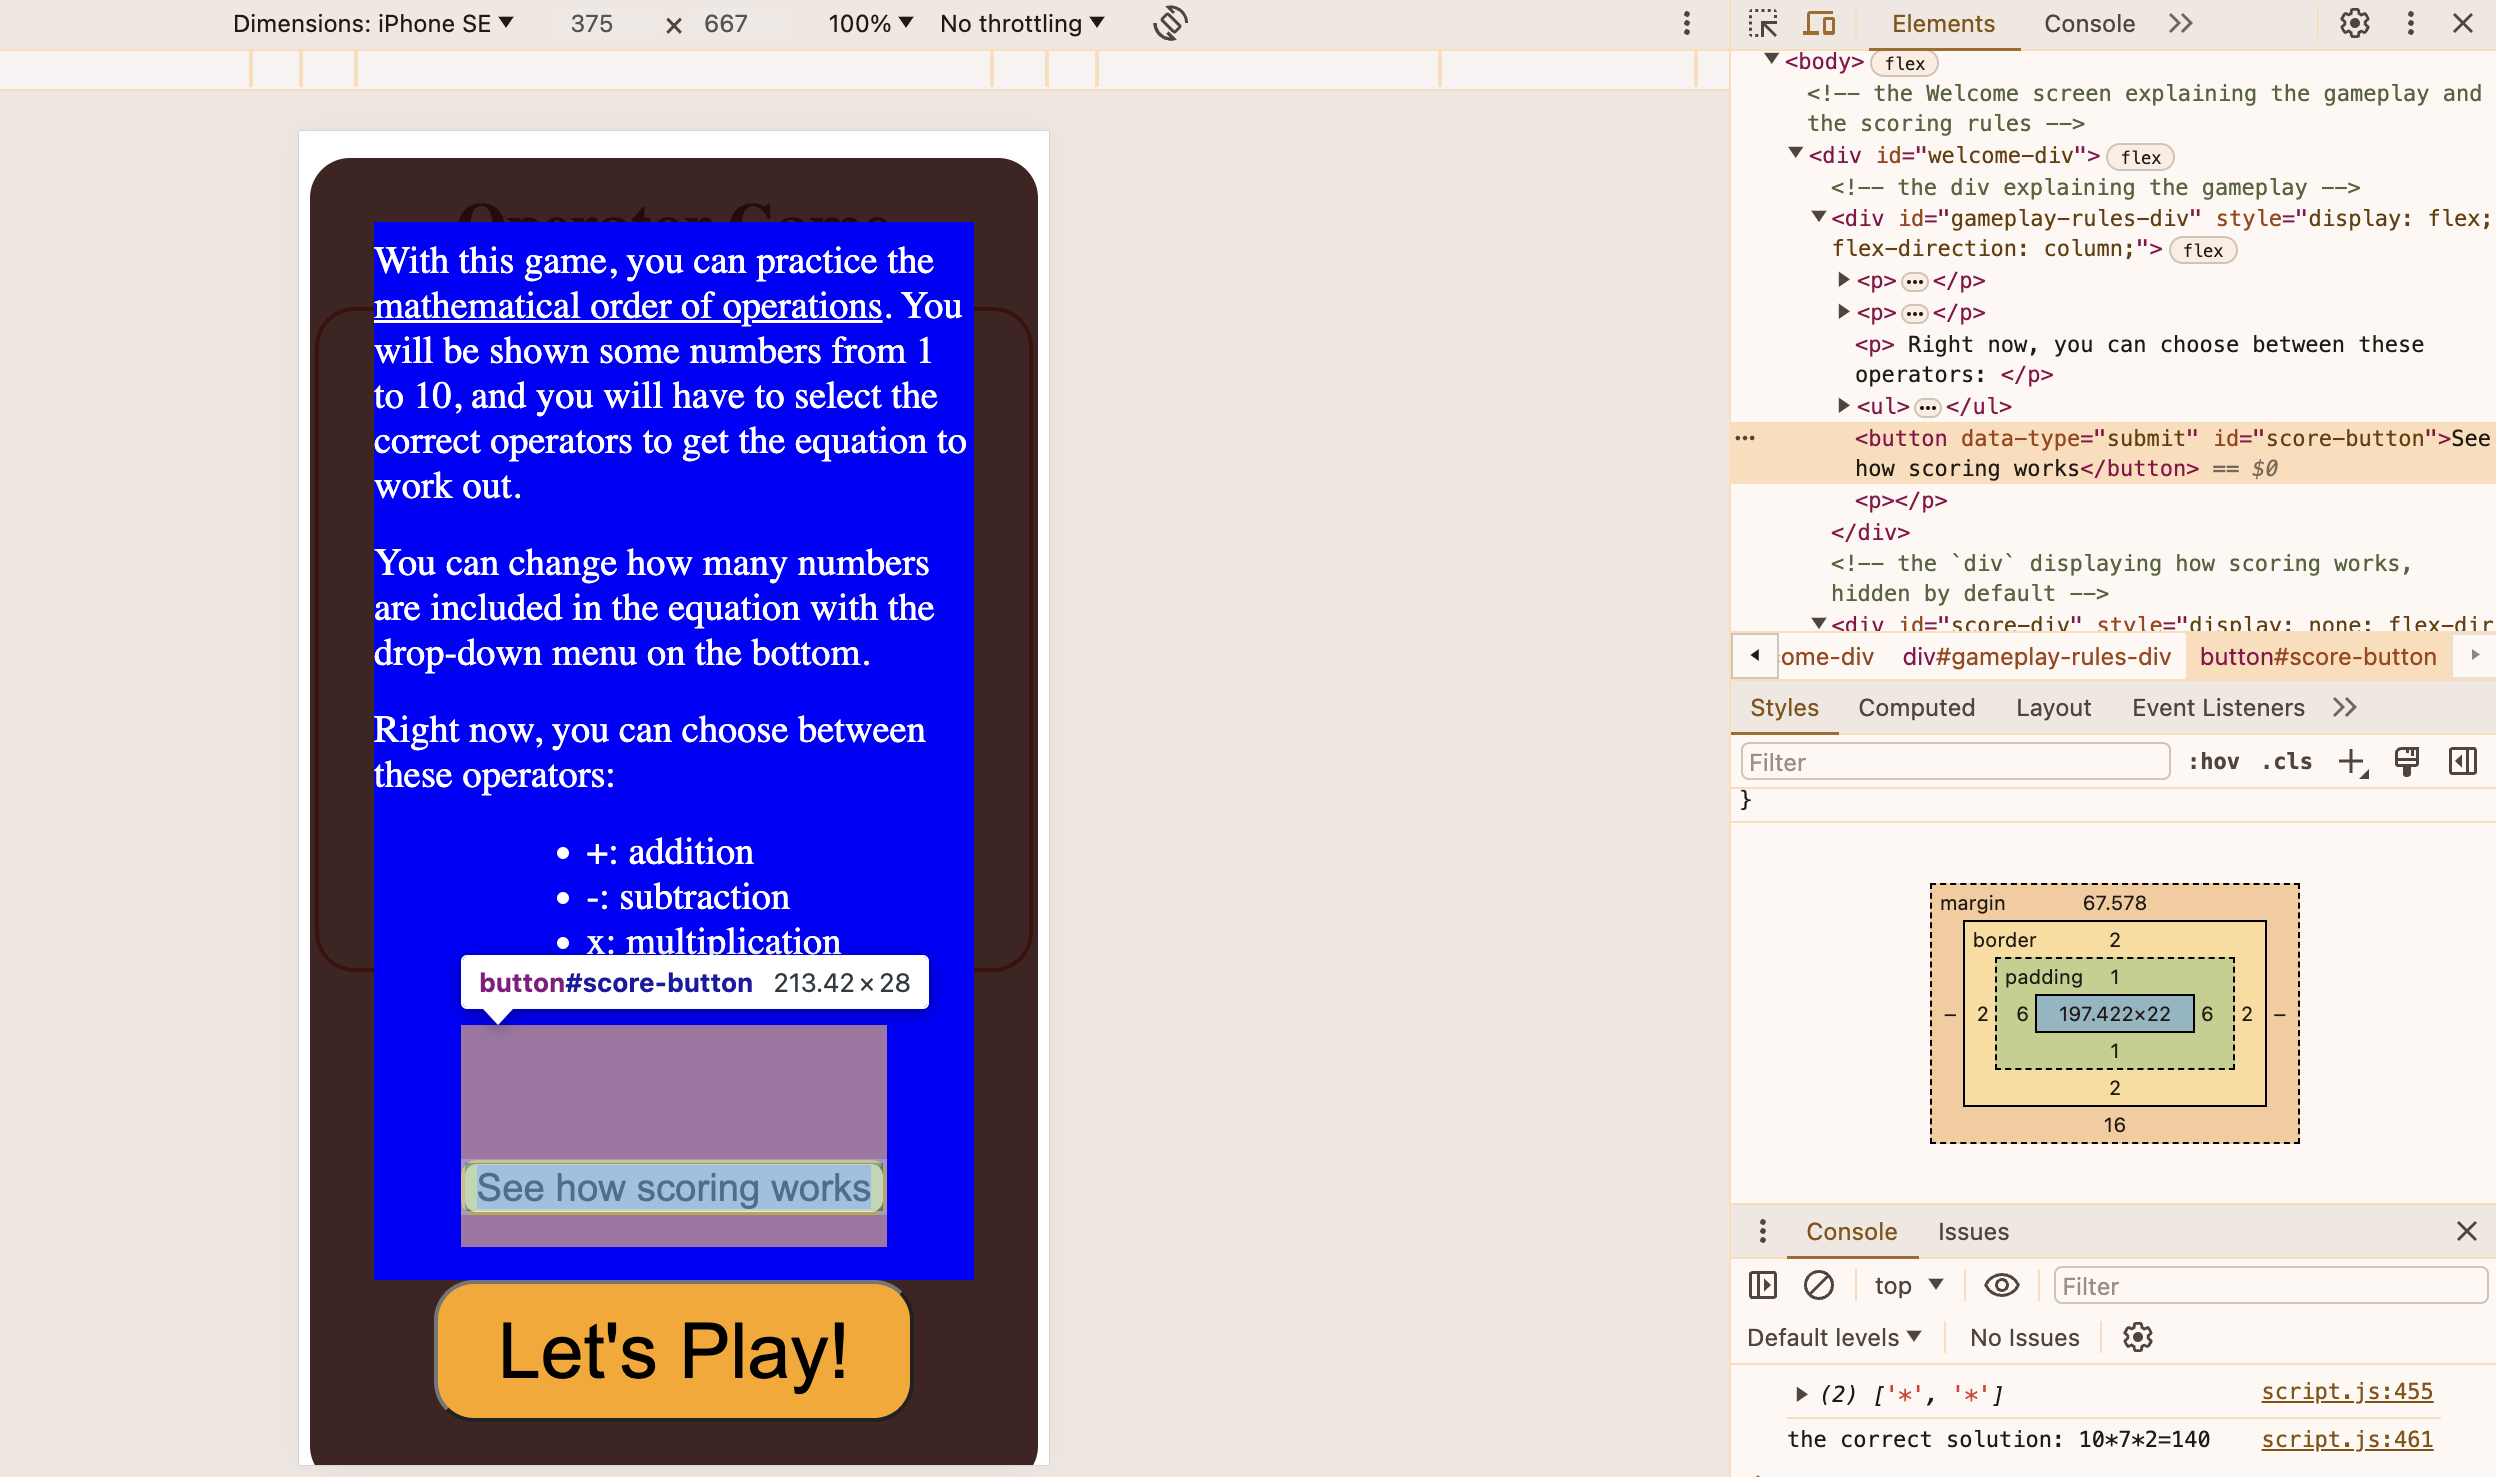 Dimensions: iPhone SE ▼ 375 × 667 100% ▼ No throttling ▼
Operator Game
With this game, you can practice the
mathematical order of operations. You
will be shown some numbers from 1
to 10, and you will have to select the
correct operators to get the equation to
work out.
You can change how many numbers
are included in the equation with the
drop-down menu on the bottom.
Right now, you can choose between
these operators:
• +: addition
• -: subtraction
• x: multiplication
button#score-button 213.42 × 28
See how scoring works
Let's Play!
Elements Console
▼<body> flex
<!-- the Welcome screen explaining the gameplay and
the scoring rules -->
▼<div id="welcome-div"> flex
<!-- the div explaining the gameplay -->
▼<div id="gameplay-rules-div" style="display: flex;
flex-direction: column;"> flex
▶<p> ••• </p>
▶<p> ••• </p>
<p> Right now, you can choose between these
operators: </p>
▶<ul> ••• </ul>
••• <button data-type="submit" id="score-button">See
how scoring works</button> == $0
<p></p>
</div>
<!-- the `div` displaying how scoring works,
hidden by default -->
▼<div id="score-div" style="display: none; flex-dir
ome-div div#gameplay-rules-div button#score-button
Styles Computed Layout Event Listeners
Filter :hov .cls
}
margin 67.578
border 2
padding 1
– 2 6 197.422×22 6 2 –
1
2
16
Console Issues
top ▼ Filter
Default levels ▼ No Issues
▶ (2) ['*', '*'] script.js:455
the correct solution: 10*7*2=140 script.js:461